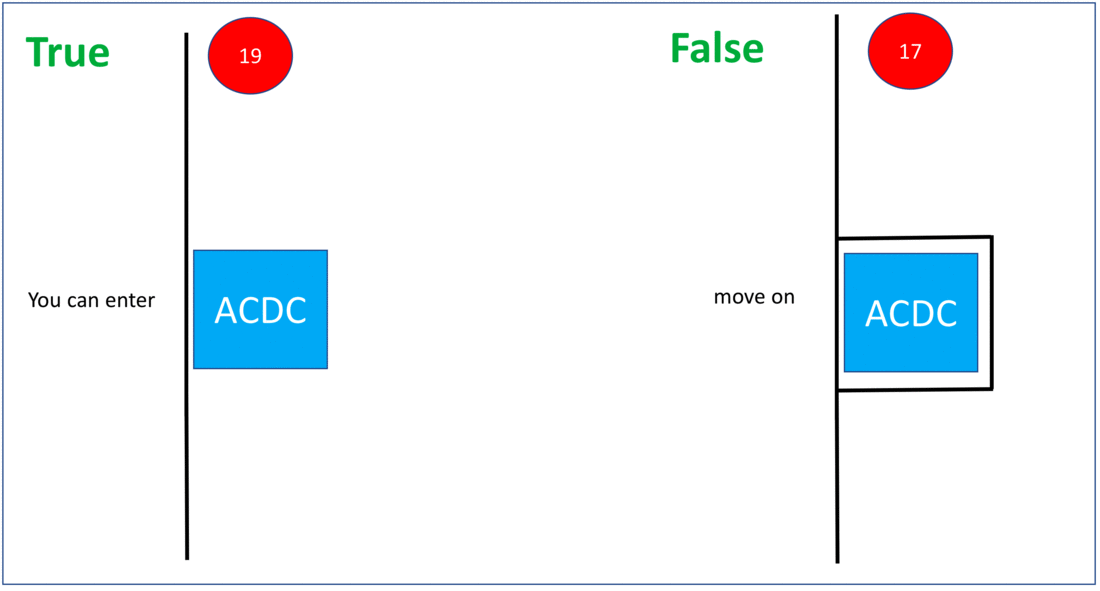 True
19
You can enter
ACDC
False
17
move on
ACDC